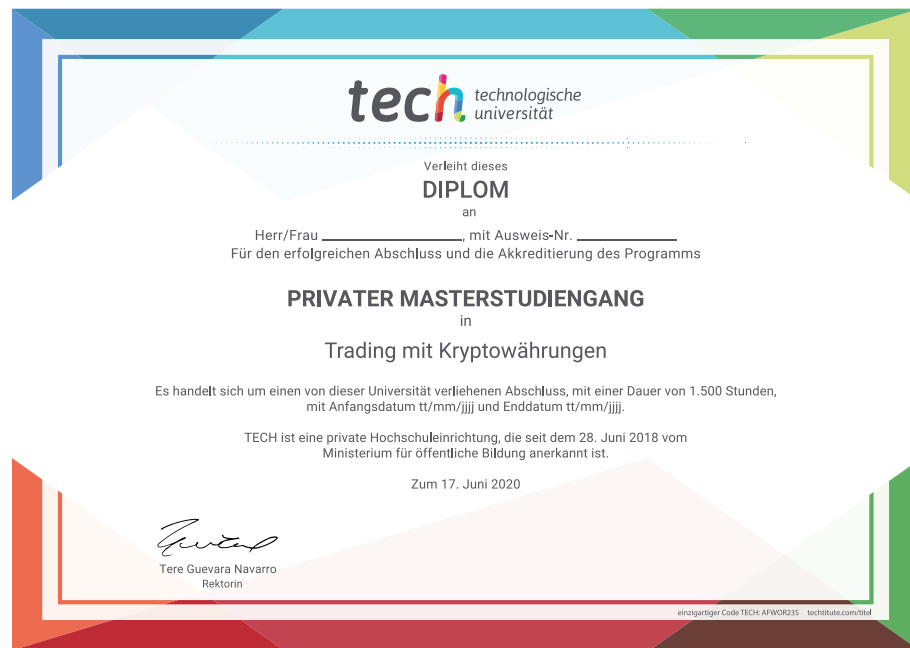 tech technologische
universität
Verleiht dieses
DIPLOM
an
Herr/Frau ______________, mit Ausweis-Nr. __________
Für den erfolgreichen Abschluss und die Akkreditierung des Programms
PRIVATER MASTERSTUDIENGANG
in
Trading mit Kryptowährungen
Es handelt sich um einen von dieser Universität verliehenen Abschluss, mit einer Dauer von 1.500 Stunden,
mit Anfangsdatum tt/mm/jjjj und Enddatum tt/mm/jjjj.
TECH ist eine private Hochschuleinrichtung, die seit dem 28. Juni 2018 vom
Ministerium für öffentliche Bildung anerkannt ist.
Zum 17. Juni 2020
Tere Guevara Navarro
Rektorin
einzigartiger Code TECH: AFWOR23S techtitute.com/titel